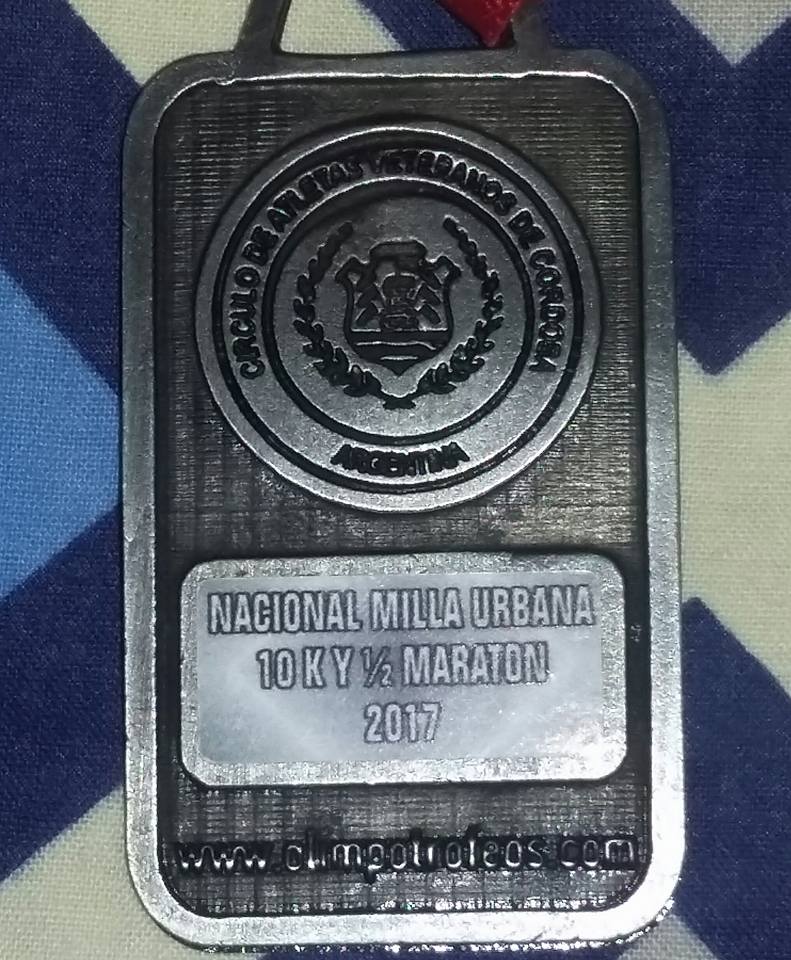 CIRCULO DE ATLETAS VETERANOS DE CORDOBA
ARGENTINA
NACIONAL MILLA URBANA
10 K Y ½ MARATON
2017
www.olimpotrofeos.com